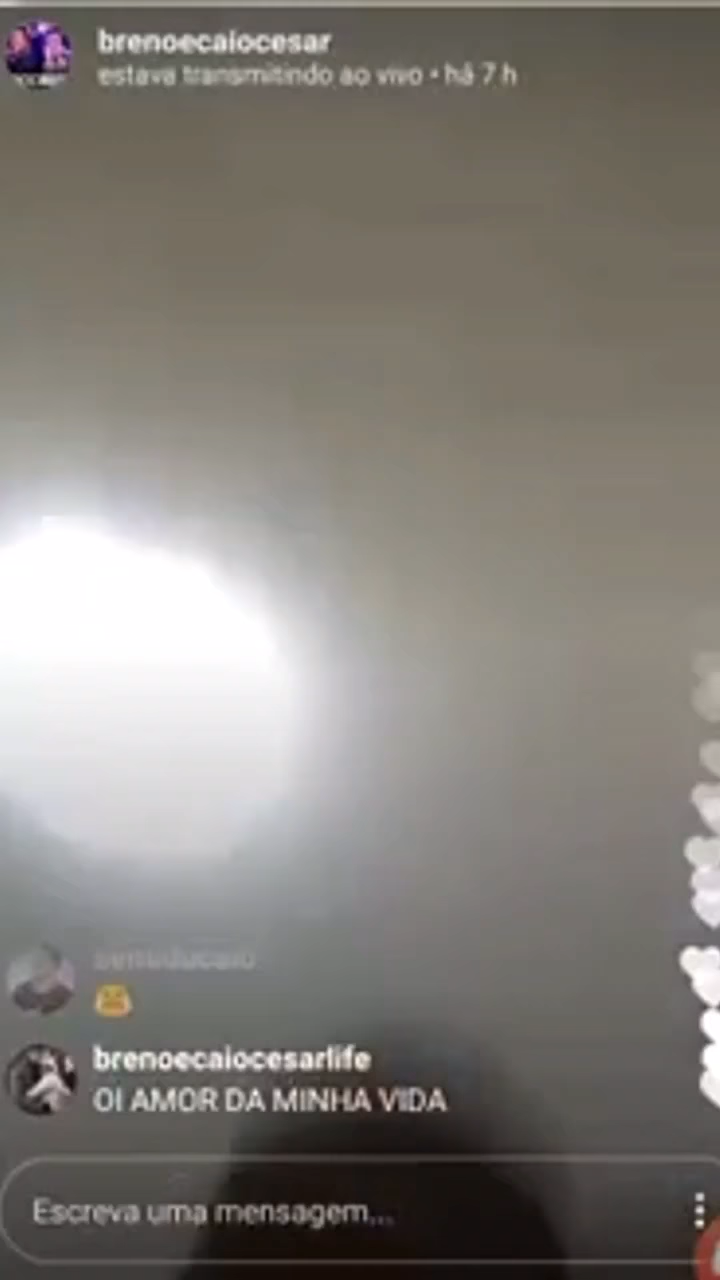 brenoecaiocesar
estava transmitindo ao vivo • há 7 h
brenoecaiocesarlife
OI AMOR DA MINHA VIDA
Escreva uma mensagem...